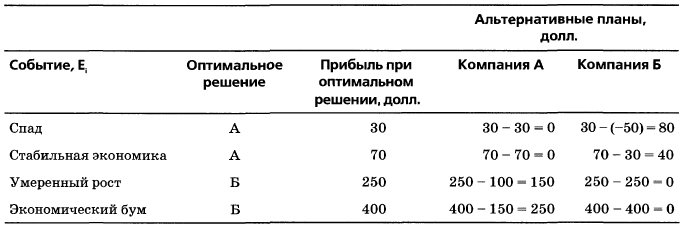 Альтернативные планы,
долл.
Событие, Ei Оптимальное Прибыль при Компания А Компания Б
решение оптимальном
решении, долл.
Спад А 30 30 – 30 = 0 30 – (–50) = 80
Стабильная экономика А 70 70 – 70 = 0 70 – 30 = 40
Умеренный рост Б 250 250 – 100 = 150 250 – 250 = 0
Экономический бум Б 400 400 – 150 = 250 400 – 400 = 0